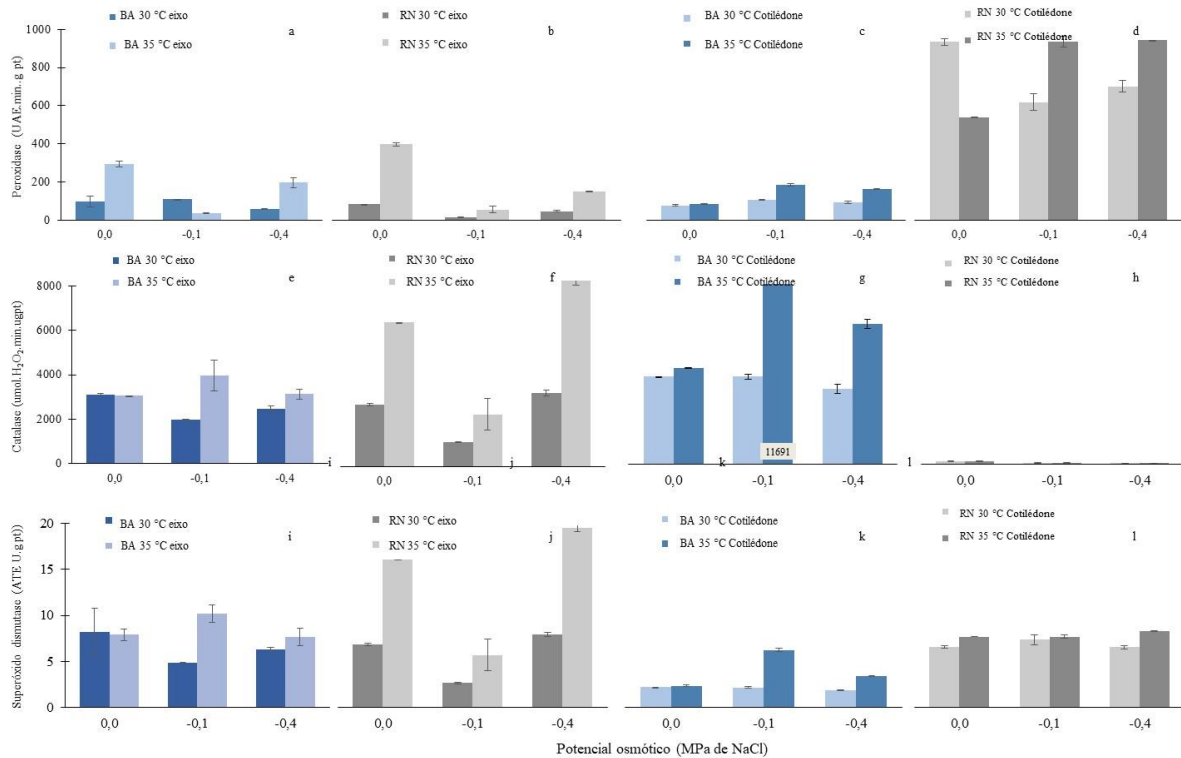 BA 30 °C eixo
BA 35 °C eixo
a
RN 30 °C eixo
RN 35 °C eixo
b
BA 30 °C Cotilédone
BA 35 °C Cotilédone
c
RN 30 °C Cotilédone
RN 35 °C Cotilédone
d
Peroxidase (UAE.min..g pt)
1000
800
600
400
200
0
0,0 -0,1 -0,4
0,0 -0,1 -0,4
0,0 -0,1 -0,4
0,0 -0,1 -0,4
BA 30 °C eixo
BA 35 °C eixo
e
RN 30 °C eixo
RN 35 °C eixo
f
BA 30 °C Cotilédone
BA 35 °C Cotilédone
g
RN 30 °C Cotilédone
RN 35 °C Cotilédone
h
Catalase (umol.H₂O₂.min.ugpt)
8000
6000
4000
2000
0
11691
i
j
k
l
0,0 -0,1 -0,4
0,0 -0,1 -0,4
0,0 -0,1 -0,4
0,0 -0,1 -0,4
BA 30 °C eixo
BA 35 °C eixo
i
RN 30 °C eixo
RN 35 °C eixo
j
BA 30 °C Cotilédone
BA 35 °C Cotilédone
k
RN 30 °C Cotilédone
RN 35 °C Cotilédone
l
Superóxido dismutase (ATE U.gpt)
20
15
10
5
0
0,0 -0,1 -0,4
0,0 -0,1 -0,4
0,0 -0,1 -0,4
0,0 -0,1 -0,4
Potencial osmótico (MPa de NaCl)